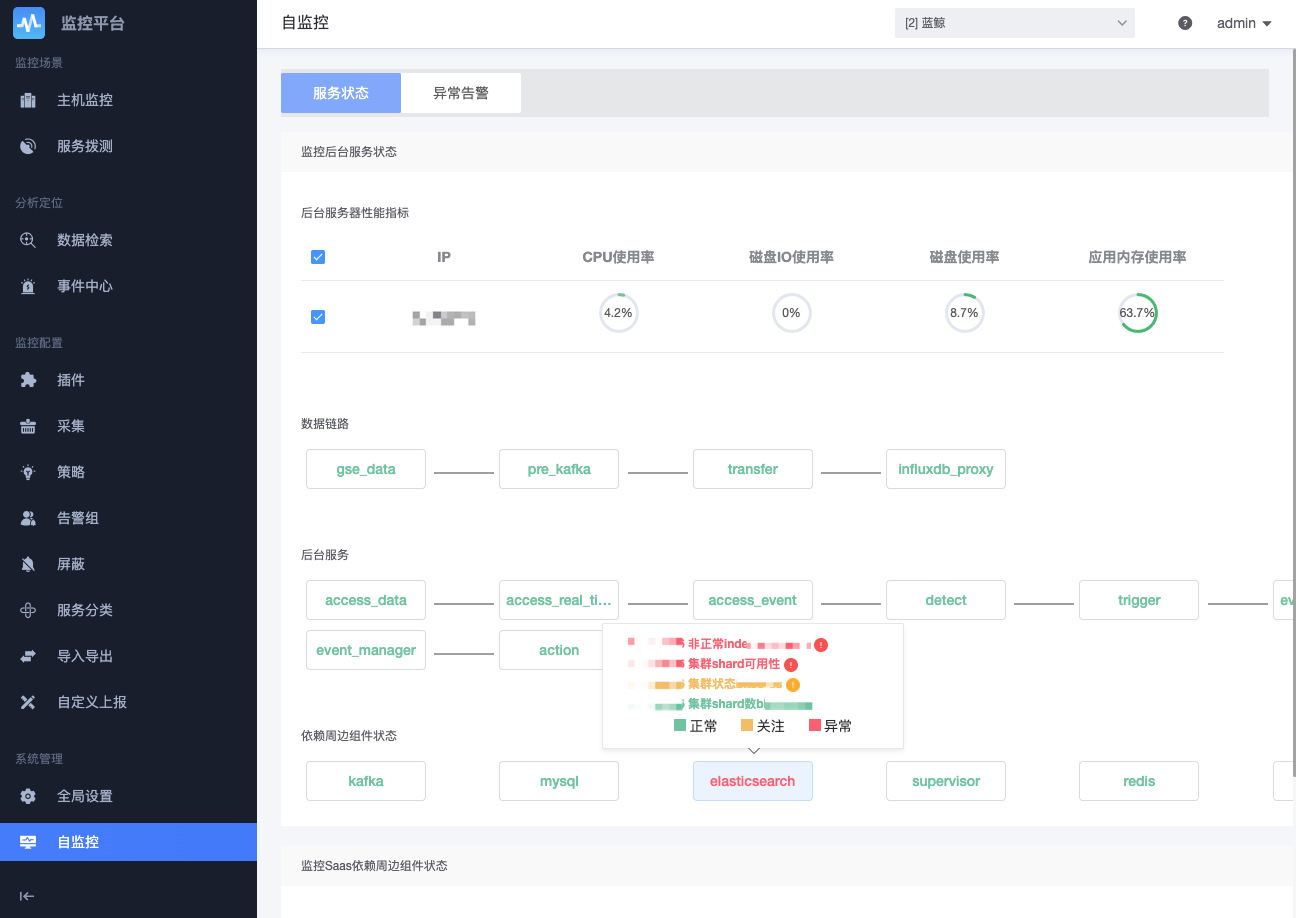 监控平台
自监控
[2] 蓝鲸
?
admin
监控场景
主机监控
服务拨测
分析定位
数据检索
事件中心
监控配置
插件
采集
策略
告警组
屏蔽
服务分类
导入导出
自定义上报
系统管理
全局设置
自监控
服务状态 异常告警
监控后台服务状态
后台服务器性能指标
IP CPU使用率 磁盘IO使用率 磁盘使用率 应用内存使用率
4.2% 0% 8.7% 63.7%
数据链路
gse_data pre_kafka transfer influxdb_proxy
后台服务
access_data access_real_ti… access_event detect trigger
event_manager action
非正常inde
集群shard可用性
集群状态
集群shard数
正常 关注 异常
依赖周边组件状态
kafka mysql elasticsearch supervisor redis
监控Saas依赖周边组件状态